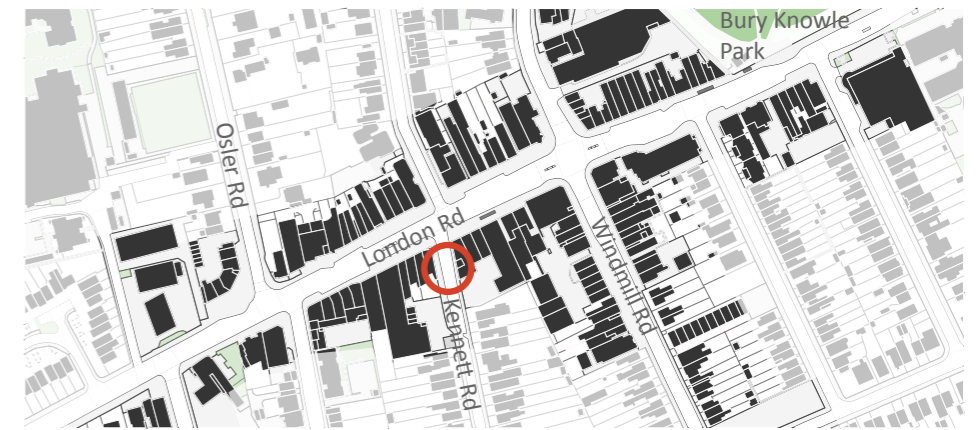 Bury Knowle
Park
Osler Rd
London Rd
Windmill Rd
Kennett Rd